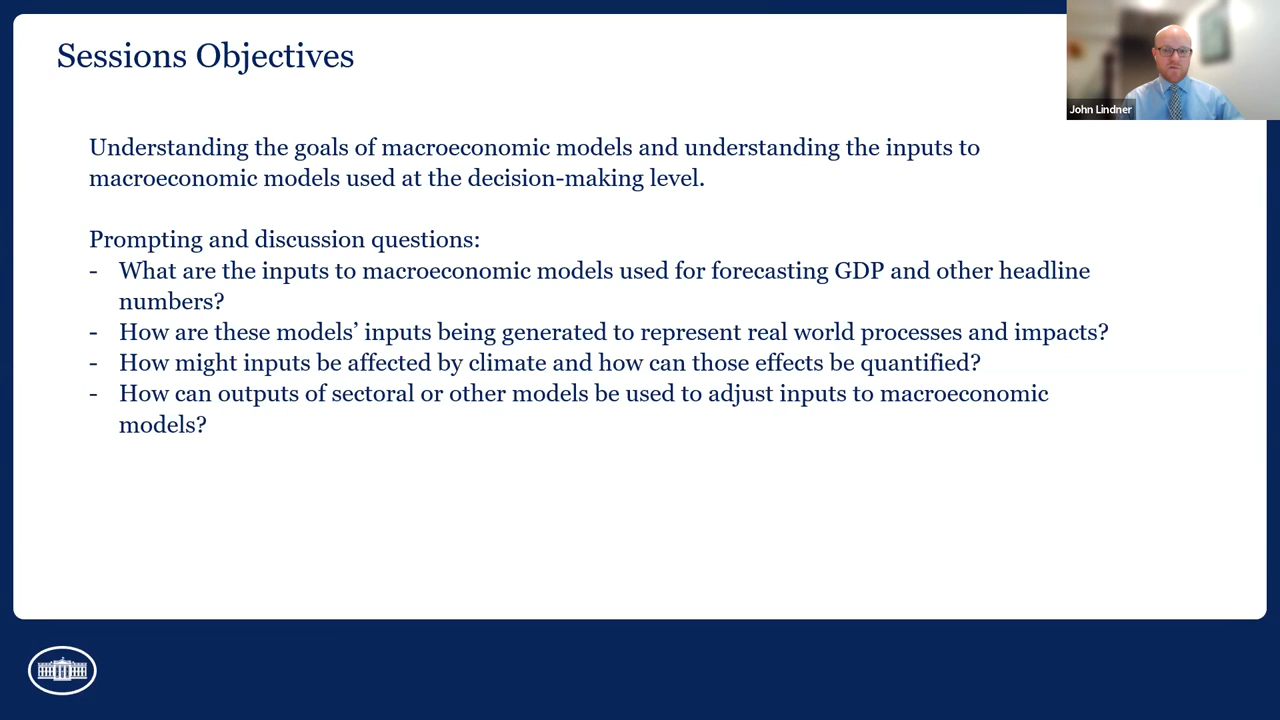 Sessions Objectives
John Lindner
Understanding the goals of macroeconomic models and understanding the inputs to
macroeconomic models used at the decision-making level.
Prompting and discussion questions:
- What are the inputs to macroeconomic models used for forecasting GDP and other headline
numbers?
- How are these models’ inputs being generated to represent real world processes and impacts?
- How might inputs be affected by climate and how can those effects be quantified?
- How can outputs of sectoral or other models be used to adjust inputs to macroeconomic
models?